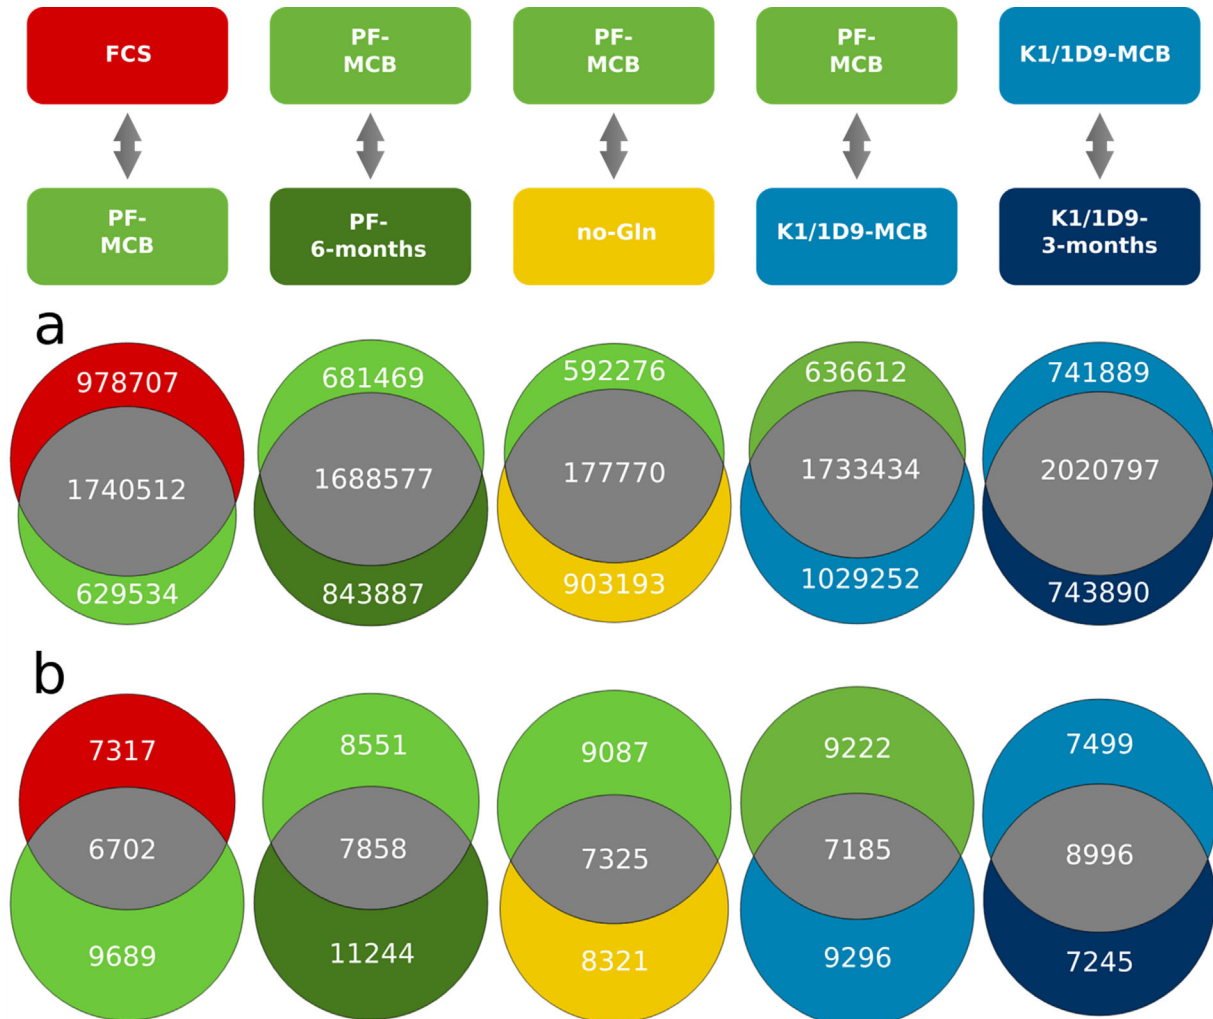 FCS
PF-
MCB
PF-
MCB
PF-
MCB
K1/1D9-MCB
PF-
MCB
PF-
6-months
no-Gln
K1/1D9-MCB
K1/1D9-
3-months
a
978707
681469
592276
636612
741889
1740512
1688577
177770
1733434
2020797
629534
843887
903193
1029252
743890
b
7317
8551
9087
9222
7499
6702
7858
7325
7185
8996
9689
11244
8321
9296
7245